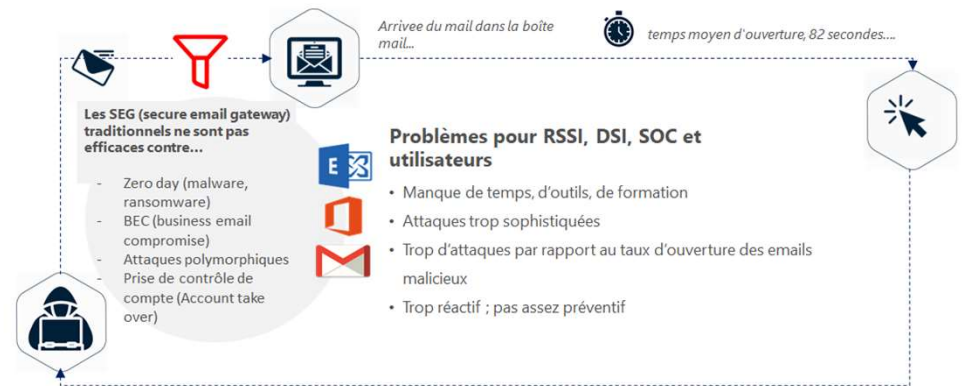 Arrivee du mail dans la boîte
mail...
temps moyen d'ouverture, 82 secondes....
Les SEG (secure email gateway)
traditionnels ne sont pas
efficaces contre...
- Zero day (malware,
ransomware)
- BEC (business email
compromise)
- Attaques polymorphiques
- Prise de contrôle de
compte (Account take
over)
Problèmes pour RSSI, DSI, SOC et
utilisateurs
• Manque de temps, d'outils, de formation
• Attaques trop sophistiquées
• Trop d'attaques par rapport au taux d'ouverture des emails
malicieux
• Trop réactif ; pas assez préventif
E